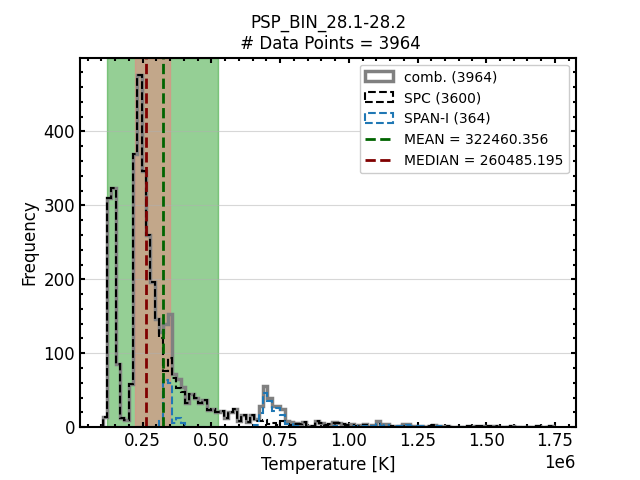 PSP_BIN_28.1-28.2
# Data Points = 3964
comb. (3964)
SPC (3600)
SPAN-I (364)
MEAN = 322460.356
MEDIAN = 260485.195
Frequency
400
300
200
100
0
0.25 0.50 0.75 1.00 1.25 1.50 1.75
1e6
Temperature [K]